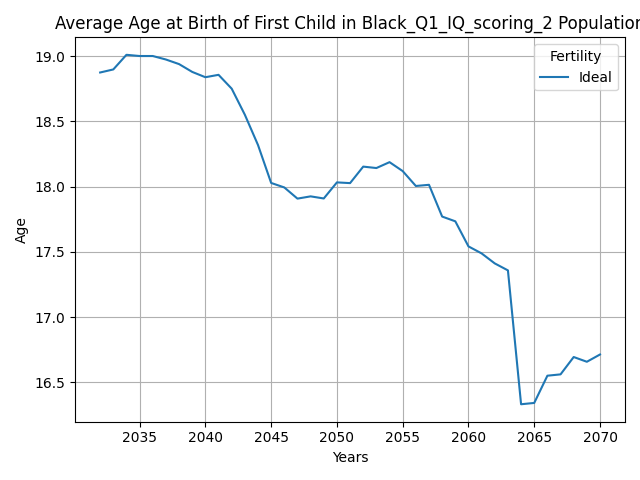 Average Age at Birth of First Child in Black_Q1_IQ_scoring_2 Population
Fertility
Ideal
19.0
18.5
18.0
17.5
17.0
16.5
Age
2035 2040 2045 2050 2055 2060 2065 2070
Years